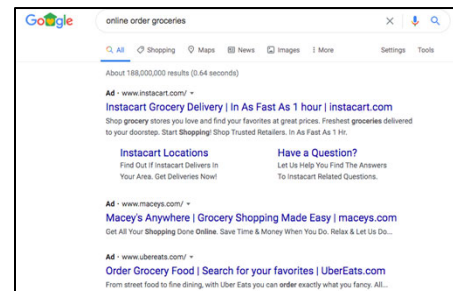 Google
online order groceries
All Shopping Maps News Images More Settings Tools
About 188,000,000 results (0.64 seconds)
Ad · www.instacart.com/
Instacart Grocery Delivery | In As Fast As 1 hour | instacart.com
Shop grocery stores you love and find your favorites at great prices. Freshest groceries delivered
to your doorstep. Start Shopping! Shop Trusted Retailers. In As Fast As 1 Hr.
Instacart Locations Have a Question?
Find Out If Instacart Delivers In Let Us Help You Find The Answers
Your Area. Get Deliveries Now! To Instacart Related Questions.
Ad · www.maceys.com/
Macey's Anywhere | Grocery Shopping Made Easy | maceys.com
Get All Your Shopping Done Online. Save Time & Money When You Do. Relax & Let Us Do...
Ad · www.ubereats.com/
Order Grocery Food | Search for your favorites | UberEats.com
From street food to fine dining, with Uber Eats you can order exactly what you fancy. All...